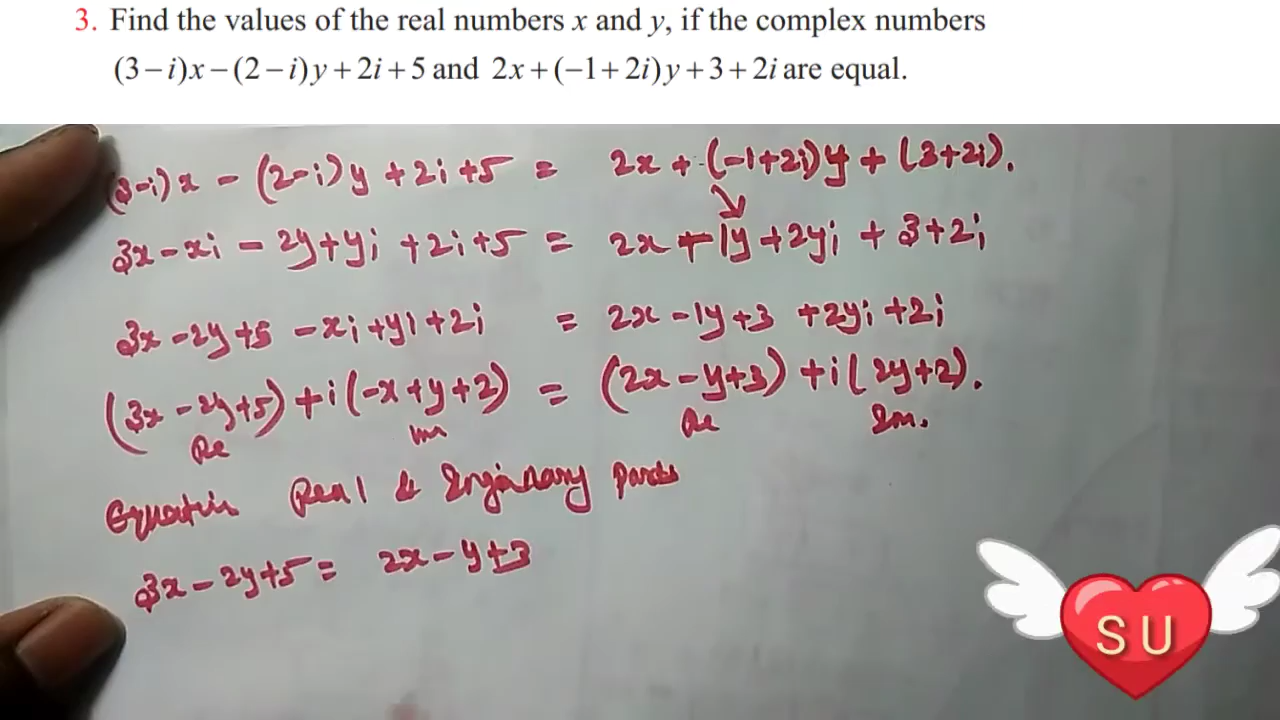 3. Find the values of the real numbers x and y, if the complex numbers
(3−i)x−(2−i)y+2i+5 and 2x+(−1+2i)y+3+2i are equal.
(3-i)x - (2-i)y +2i +5 = 2x + (-1+2i)y + (3+2i).
3x - xi - 2y+yi +2i+5 = 2x +-1y +2yi + 3+2i
3x -2y +5 -xi +yi +2i = 2x -1y +3 +2yi +2i
(3x -2y+5)+i(-x+y+2) = (2x -y+3) +i(2y+2).
Re Im Re Im.
Real & Imginary parts
3x - 2y+5 = 2x - y+3
S U